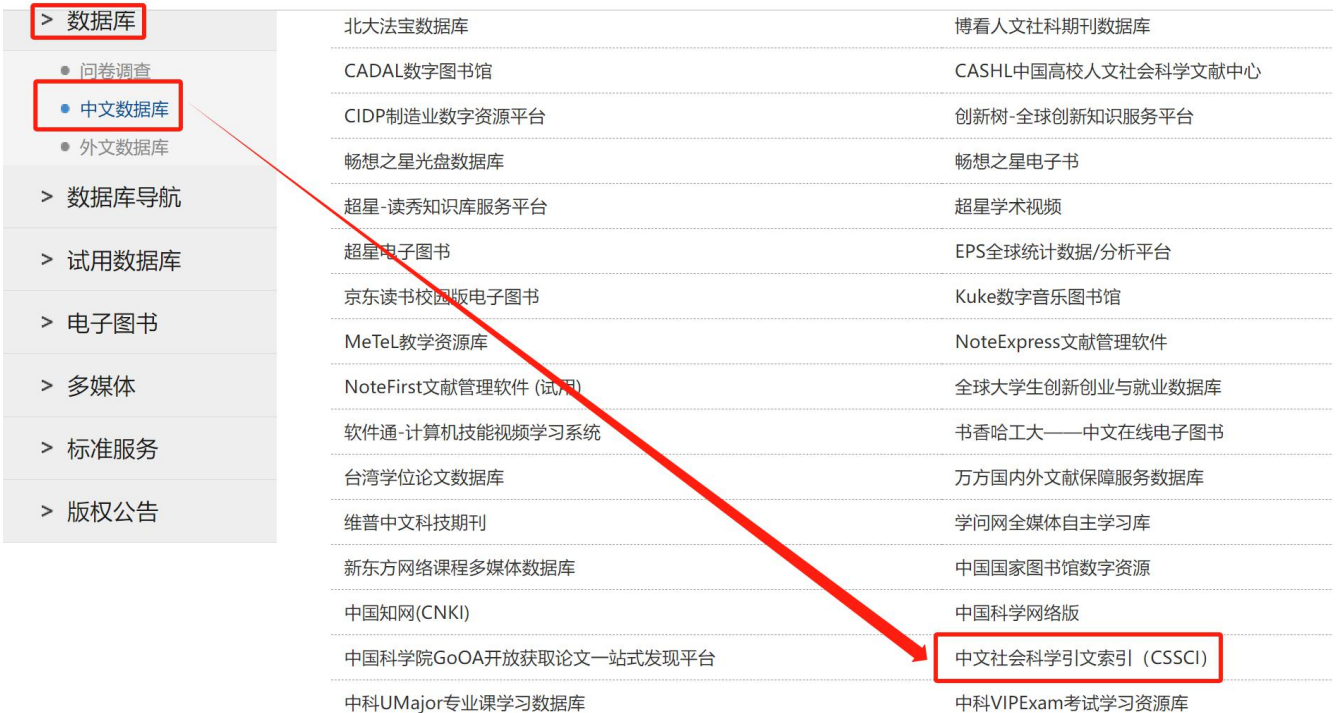 > 数据库
问卷调查
中文数据库
外文数据库
> 数据库导航
> 试用数据库
> 电子图书
> 多媒体
> 标准服务
> 版权公告
北大法宝数据库
博看人文社科期刊数据库
CADAL数字图书馆
CASHL中国高校人文社会科学文献中心
CIDP制造业数字资源平台
创新树-全球创新知识服务平台
畅想之星光盘数据库
畅想之星电子书
超星-读秀知识库服务平台
超星学术视频
超星电子图书
EPS全球统计数据/分析平台
京东读书校园版电子图书
Kuke数字音乐图书馆
MeTeL教学资源库
NoteExpress文献管理软件
NoteFirst文献管理软件 (试用)
全球大学生创新创业与就业数据库
软件通-计算机技能视频学习系统
书香哈工大——中文在线电子图书
台湾学位论文数据库
万方国内外文献保障服务数据库
维普中文科技期刊
学问网全媒体自主学习库
新东方网络课程多媒体数据库
中国国家图书馆数字资源
中国知网(CNKI)
中国科学网络版
中国科学院GoOA开放获取论文一站式发现平台
中文社会科学引文索引（CSSCI）
中科UMajor专业课学习数据库
中科VIPExam考试学习资源库